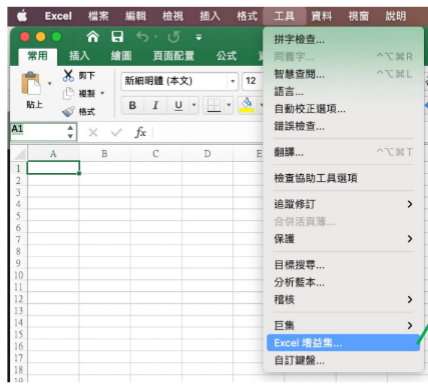 Excel 檔案 編輯 檢視 插入 格式 工具 資料 視窗 說明
常用 插入 繪圖 頁面配置 公式
貼上
剪下
複製
格式
新細明體 (本文) 12
B I U
A1 fx
A B C D E
1
2
3
4
5
6
7
8
9
10
11
12
13
14
15
16
17
18
19
拼字檢查...
同義字... ^⌥⌘R
智慧查閱... ^⌥⌘L
語言...
自動校正選項...
錯誤檢查...
翻譯... ^⌥⌘T
檢查協助工具選項
追蹤修訂 >
合併活頁簿...
保護 >
目標搜尋...
分析藍本...
稽核 >
巨集 >
Excel 增益集...
自訂鍵盤...